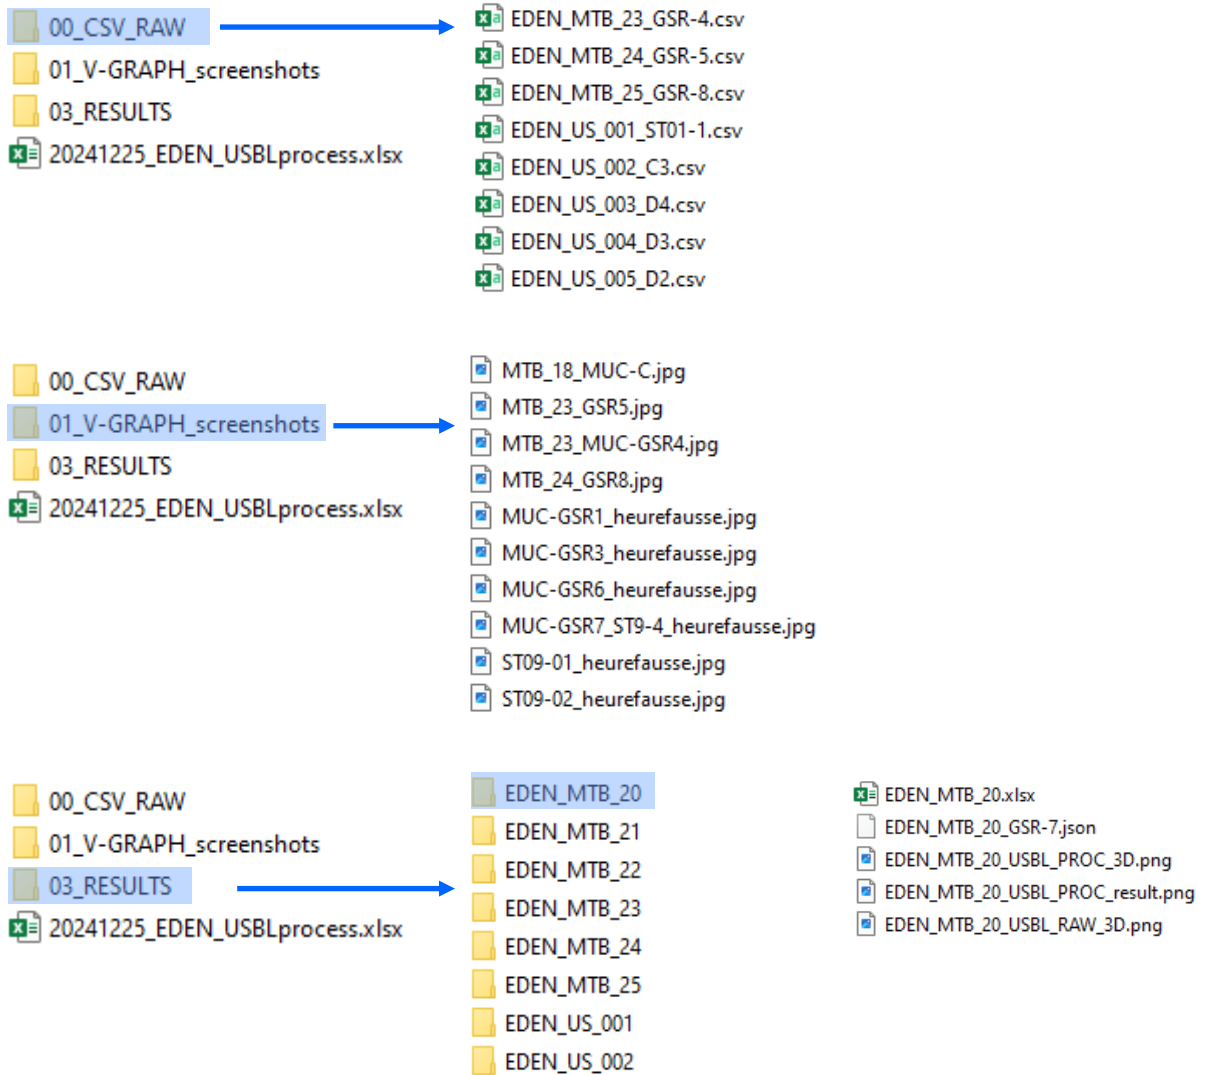 00_CSV_RAW
01_V-GRAPH_screenshots
03_RESULTS
20241225_EDEN_USBLprocess.xlsx
EDEN_MTB_23_GSR-4.csv
EDEN_MTB_24_GSR-5.csv
EDEN_MTB_25_GSR-8.csv
EDEN_US_001_ST01-1.csv
EDEN_US_002_C3.csv
EDEN_US_003_D4.csv
EDEN_US_004_D3.csv
EDEN_US_005_D2.csv
00_CSV_RAW
01_V-GRAPH_screenshots
03_RESULTS
20241225_EDEN_USBLprocess.xlsx
MTB_18_MUC-C.jpg
MTB_23_GSR5.jpg
MTB_23_MUC-GSR4.jpg
MTB_24_GSR8.jpg
MUC-GSR1_heurefausse.jpg
MUC-GSR3_heurefausse.jpg
MUC-GSR6_heurefausse.jpg
MUC-GSR7_ST9-4_heurefausse.jpg
ST09-01_heurefausse.jpg
ST09-02_heurefausse.jpg
00_CSV_RAW
01_V-GRAPH_screenshots
03_RESULTS
20241225_EDEN_USBLprocess.xlsx
EDEN_MTB_20
EDEN_MTB_21
EDEN_MTB_22
EDEN_MTB_23
EDEN_MTB_24
EDEN_MTB_25
EDEN_US_001
EDEN_US_002
EDEN_MTB_20.xlsx
EDEN_MTB_20_GSR-7.json
EDEN_MTB_20_USBL_PROC_3D.png
EDEN_MTB_20_USBL_PROC_result.png
EDEN_MTB_20_USBL_RAW_3D.png